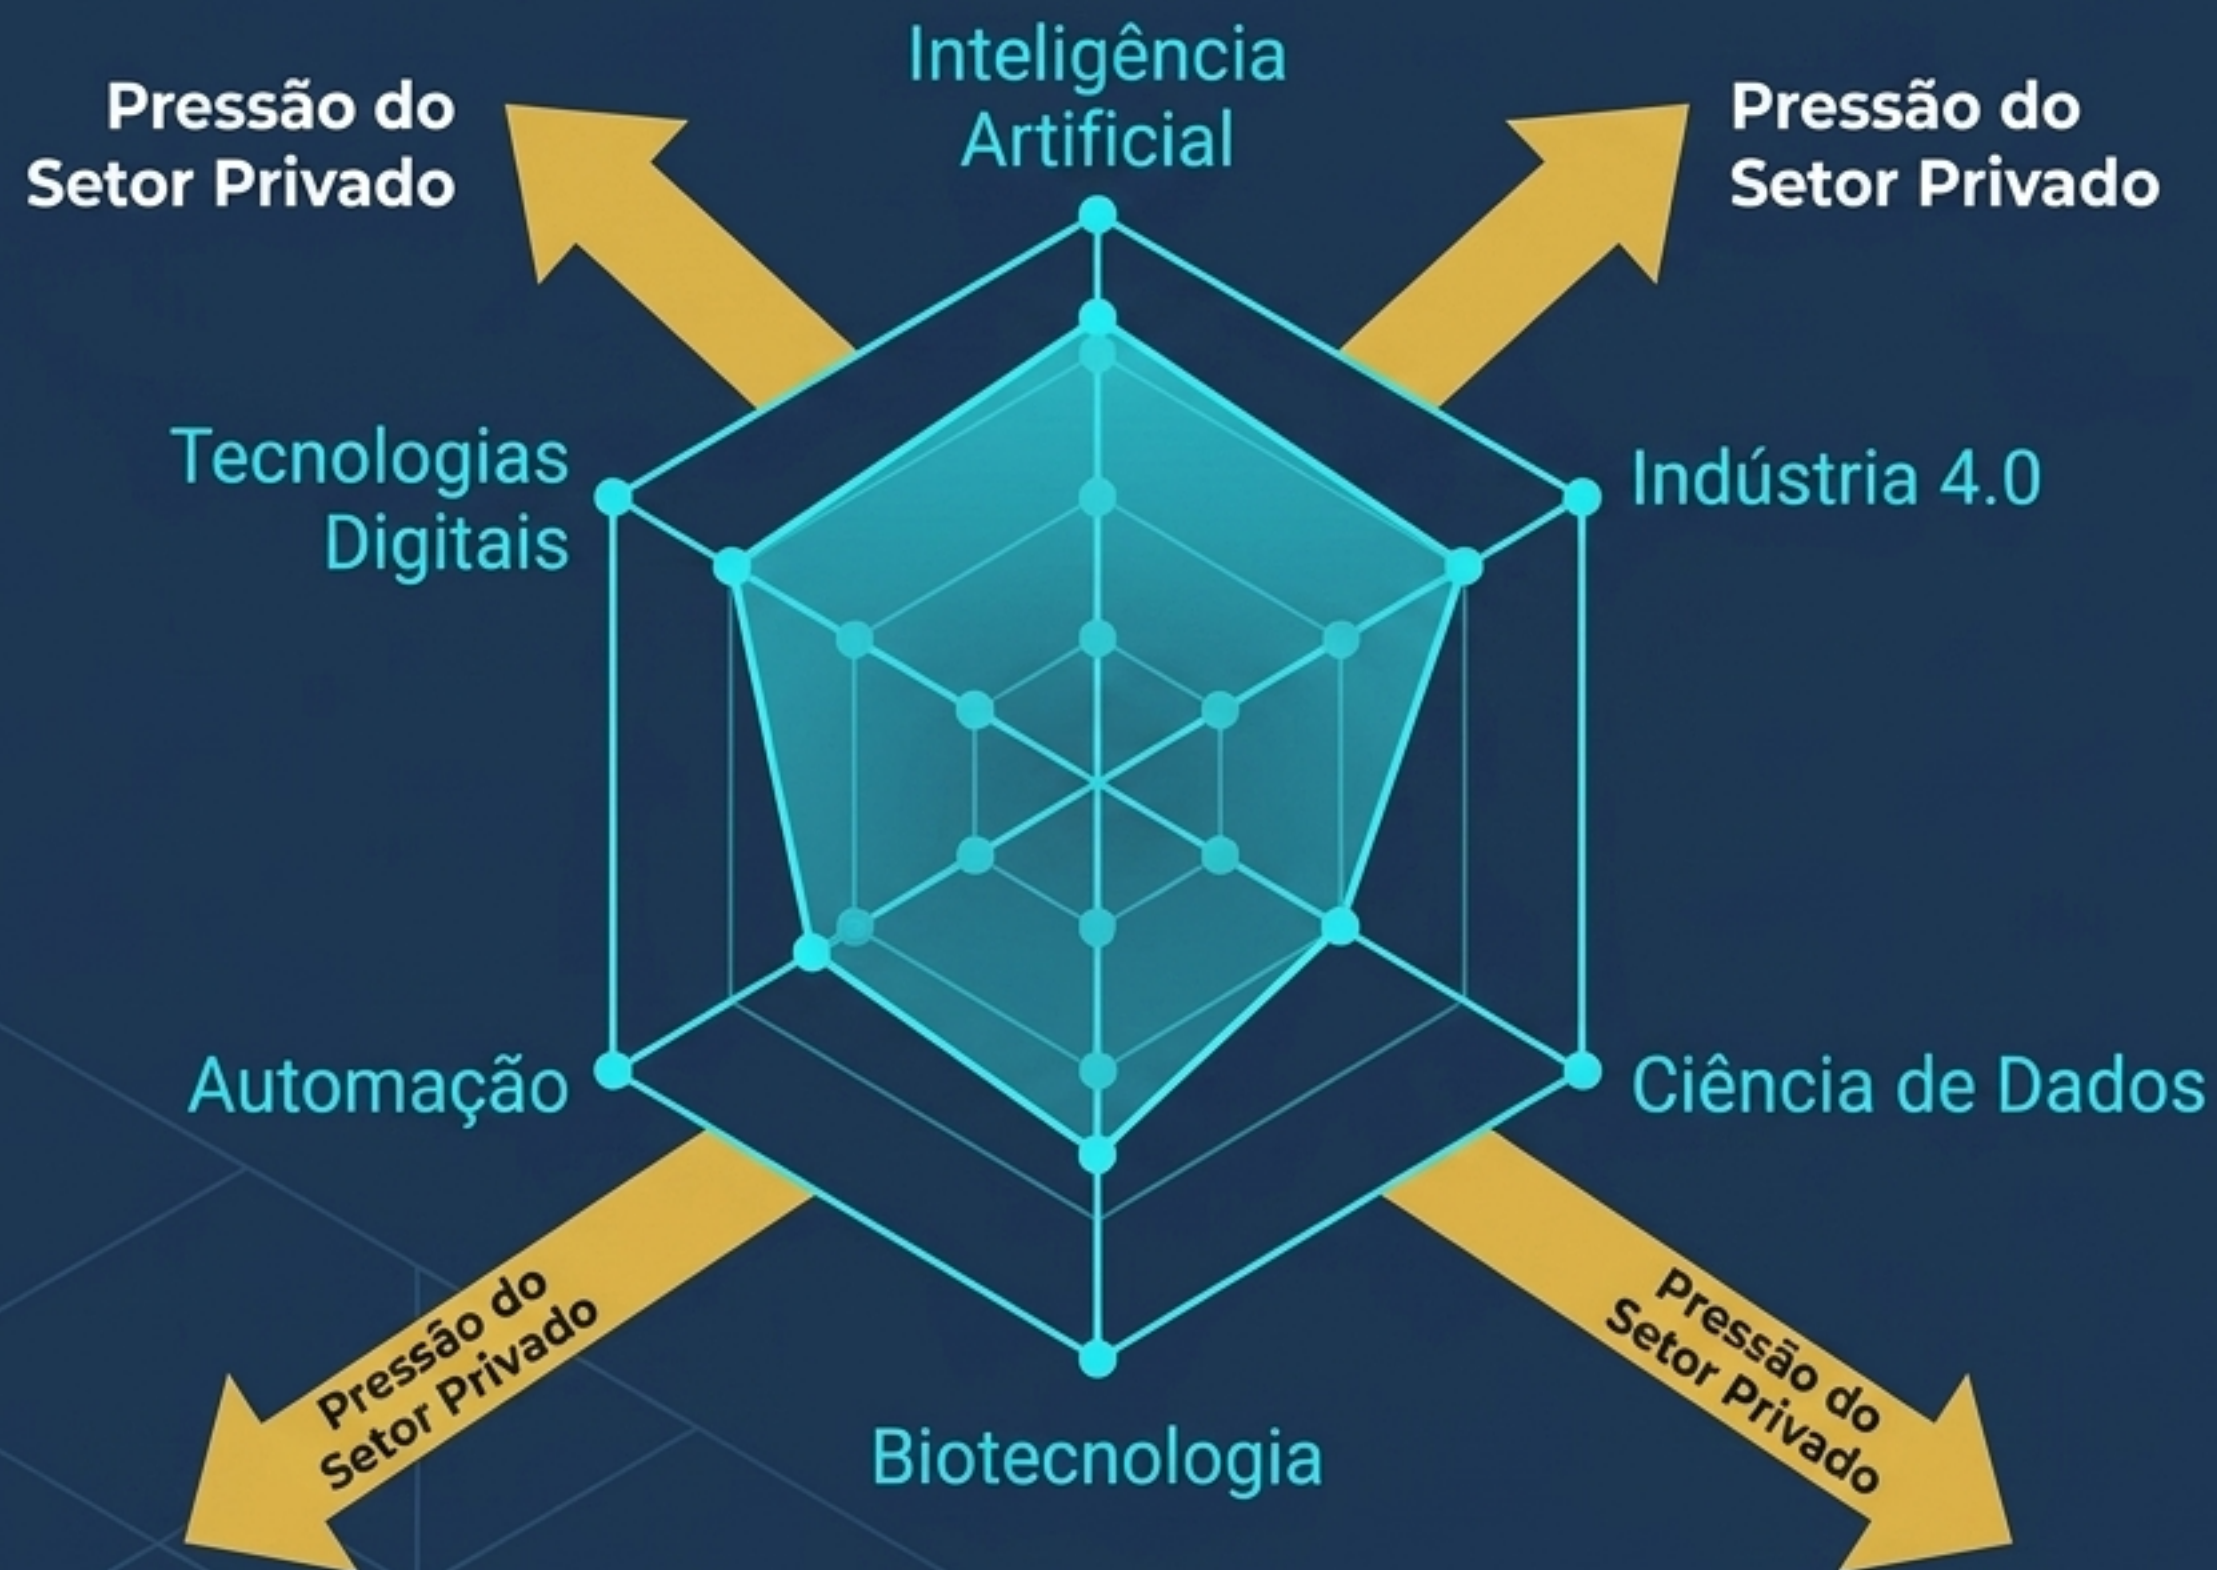 Inteligência
Artificial
Pressão do
Setor Privado
Pressão do
Setor Privado
Tecnologias
Digitais
Indústria 4.0
Automação
Ciência de Dados
Pressão do
Setor Privado
Pressão do
Setor Privado
Biotecnologia